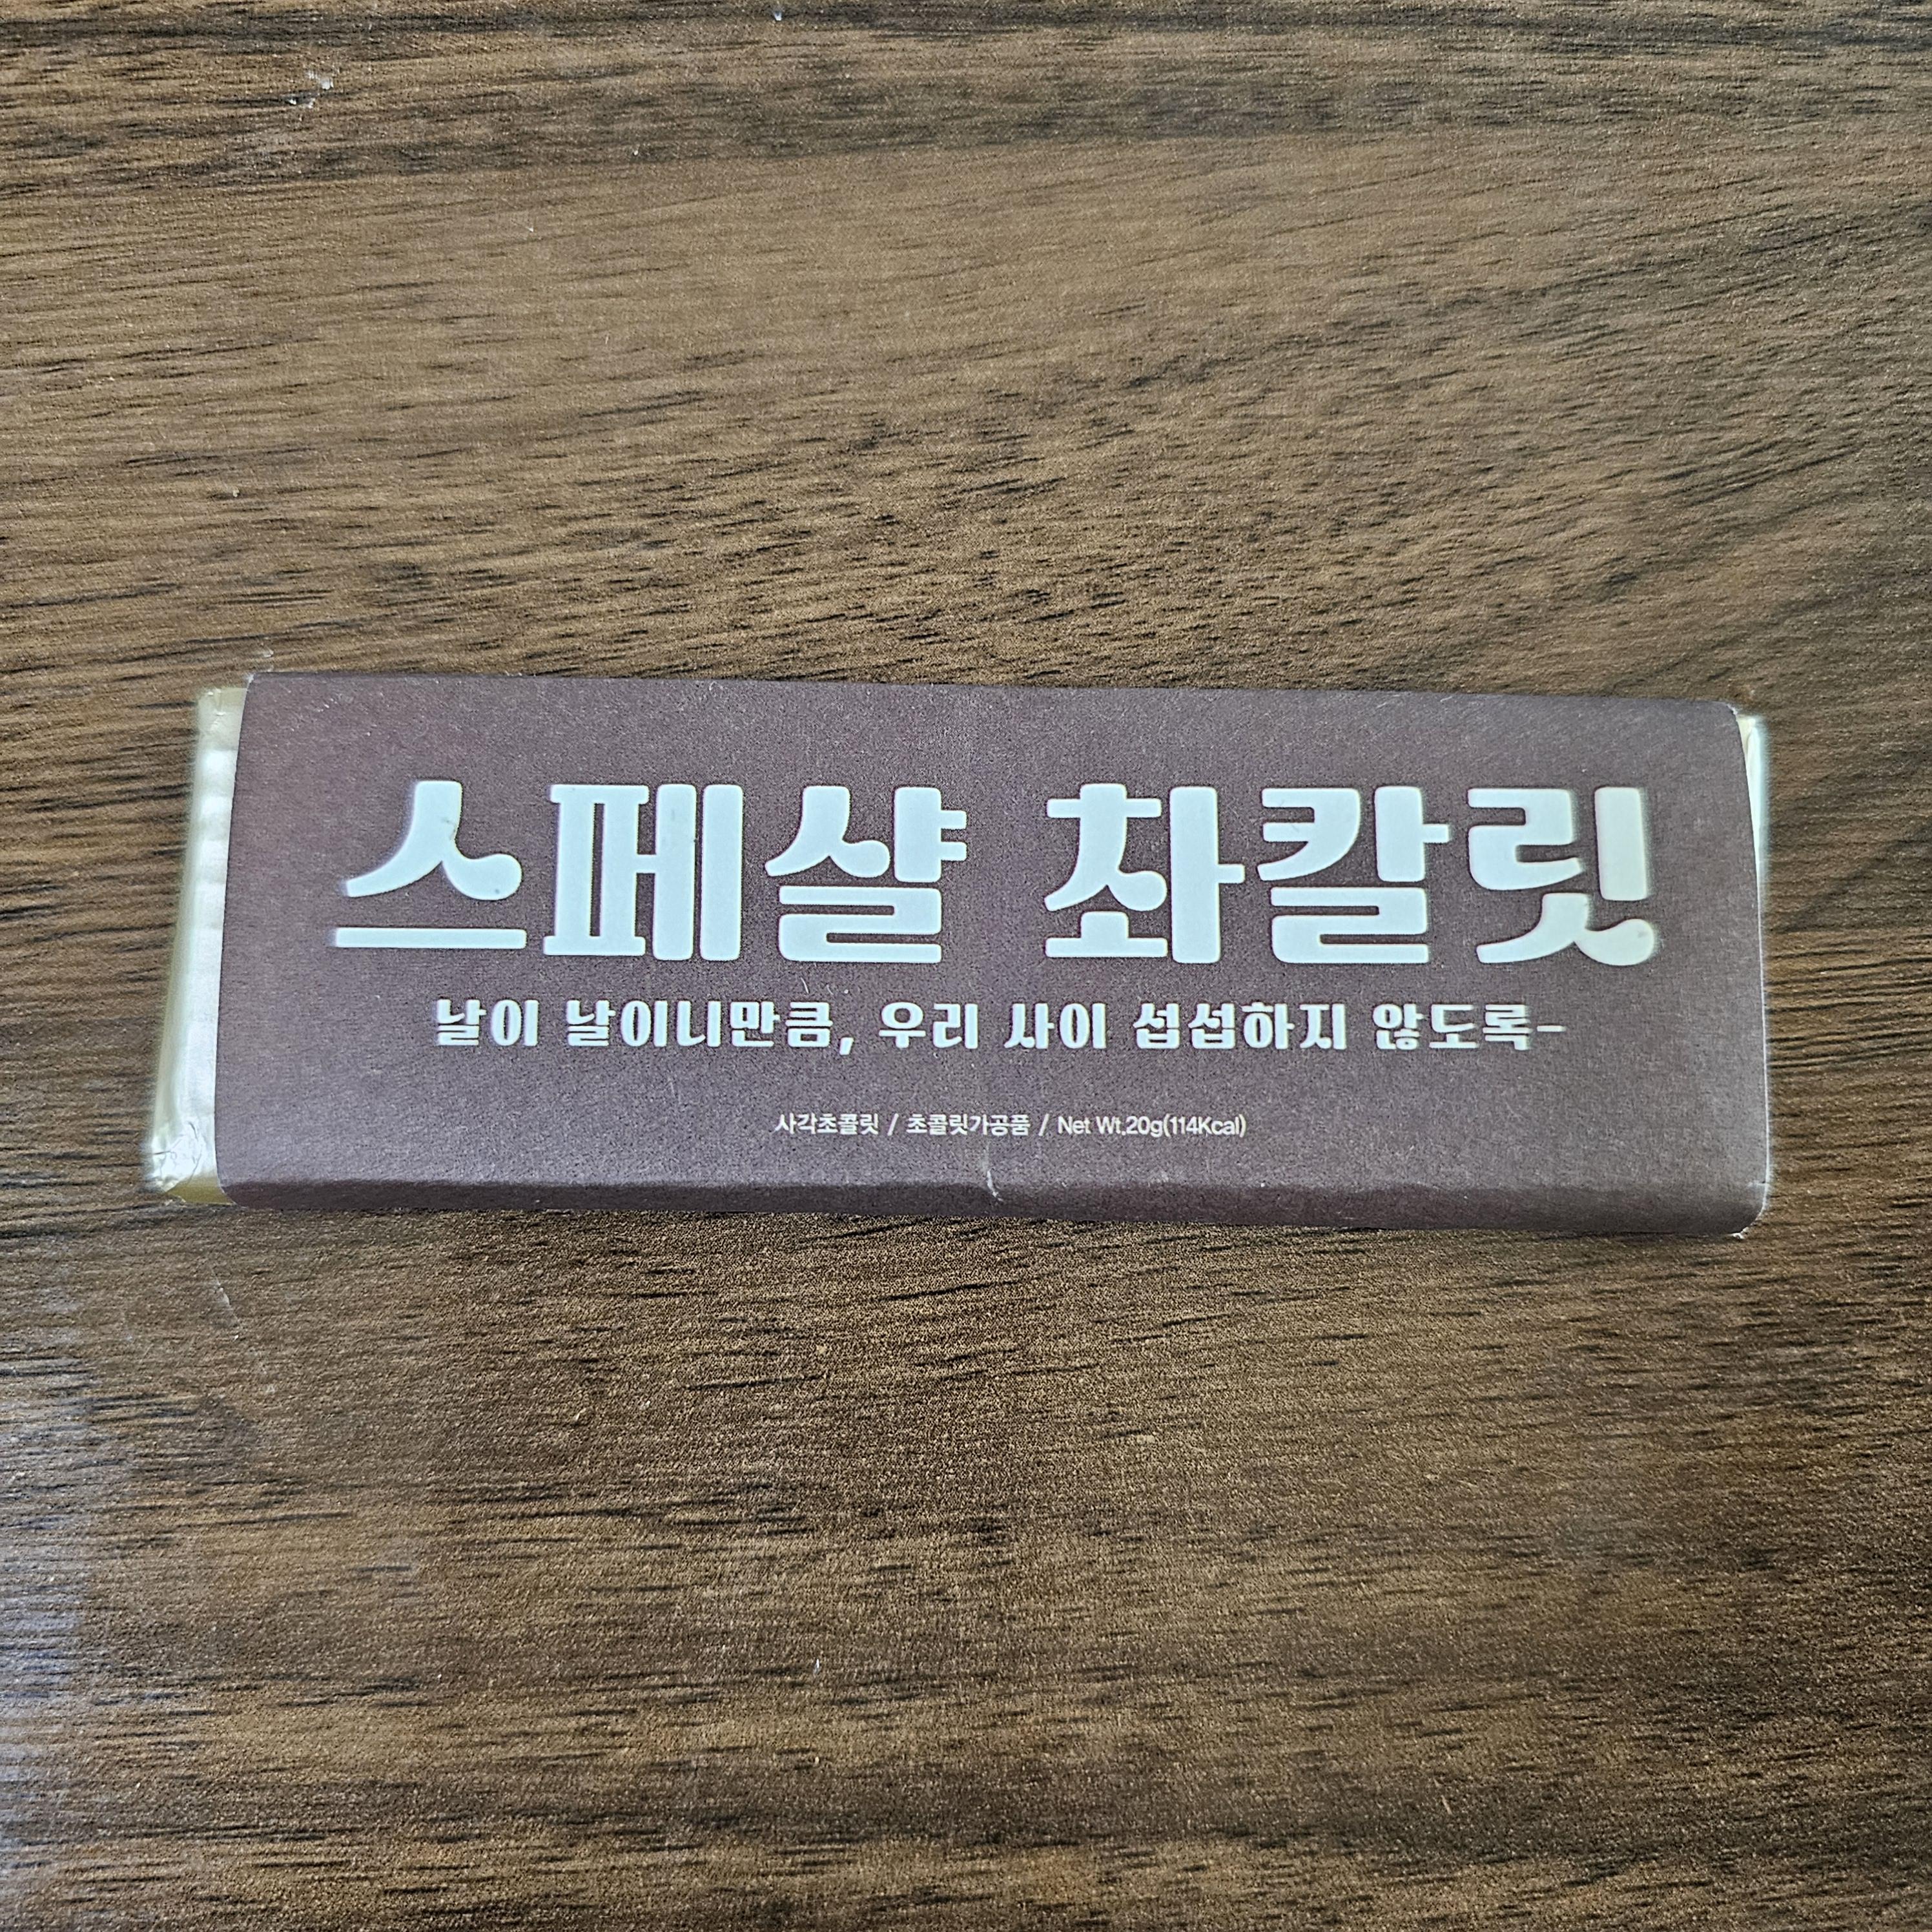 스페샬 촤칼릿
날이 날이니만큼, 우리 사이 섭섭하지 않도록-
사각초콜릿 / 초콜릿가공품 / Net Wt.20g(114Kcal)